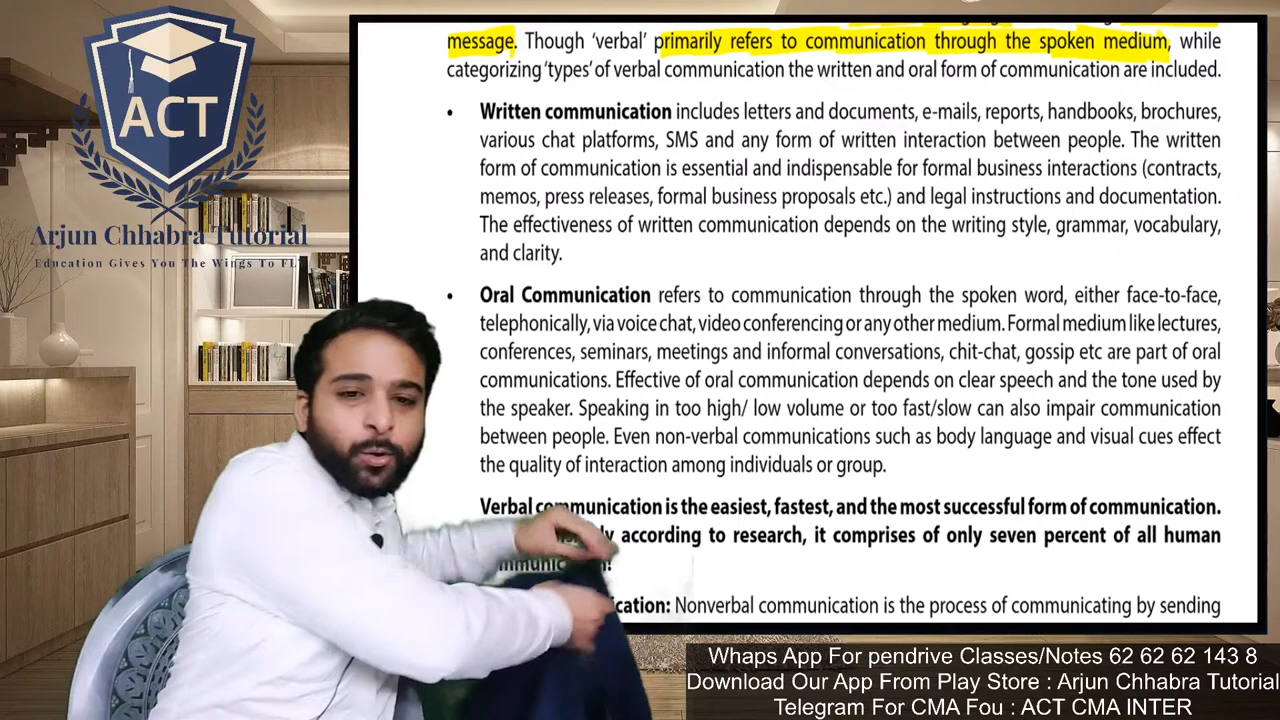 ACT
Arjun Chhabra Tutorial
Education Gives You The Wings To
message. Though ‘verbal’ primarily refers to communication through the spoken medium, while
categorizing ‘types’ of verbal communication the written and oral form of communication are included.
• Written communication includes letters and documents, e-mails, reports, handbooks, brochures,
various chat platforms, SMS and any form of written interaction between people. The written
form of communication is essential and indispensable for formal business interactions (contracts,
memos, press releases, formal business proposals etc.) and legal instructions and documentation.
The effectiveness of written communication depends on the writing style, grammar, vocabulary,
and clarity.
• Oral Communication refers to communication through the spoken word, either face-to-face,
telephonically, via voice chat, video conferencing or any other medium. Formal medium like lectures,
conferences, seminars, meetings and informal conversations, chit-chat, gossip etc are part of oral
communications. Effective of oral communication depends on clear speech and the tone used by
the speaker. Speaking in too high/ low volume or too fast/slow can also impair communication
between people. Even non-verbal communications such as body language and visual cues effect
the quality of interaction among individuals or group.
Verbal communication is the easiest, fastest, and the most successful form of communication.
according to research, it comprises of only seven percent of all human
Nonverbal communication is the process of communicating by sending
Whaps App For pendrive Classes/Notes 62 62 62 143 8
Download Our App From Play Store : Arjun Chhabra Tutorial
Telegram For CMA Fou : ACT CMA INTER